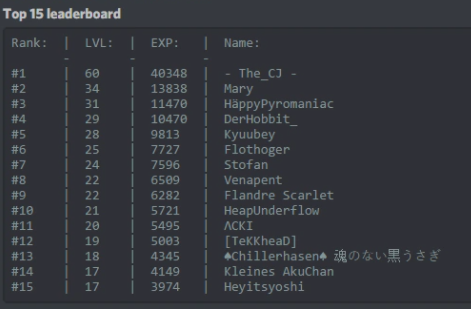 Top 15 leaderboard
Rank: | LVL: | EXP: | Name:
- - -
#1 | 60 | 40348 | - The_CJ -
#2 | 34 | 13838 | Mary
#3 | 31 | 11470 | HäppyPyromaniac
#4 | 29 | 10470 | DerHobbit_
#5 | 28 | 9813 | Kyuubey
#6 | 25 | 7727 | Flothoger
#7 | 24 | 7596 | Stofan
#8 | 22 | 6509 | Venapent
#9 | 22 | 6282 | Flandre Scarlet
#10 | 21 | 5721 | HeapUnderflow
#11 | 20 | 5495 | ΛCKI
#12 | 19 | 5003 | [TeKKheaD]
#13 | 18 | 4345 | ♠Chillerhasen♠ 魂のない黒うさぎ
#14 | 17 | 4149 | Kleines AkuChan
#15 | 17 | 3974 | Heyitsyoshi